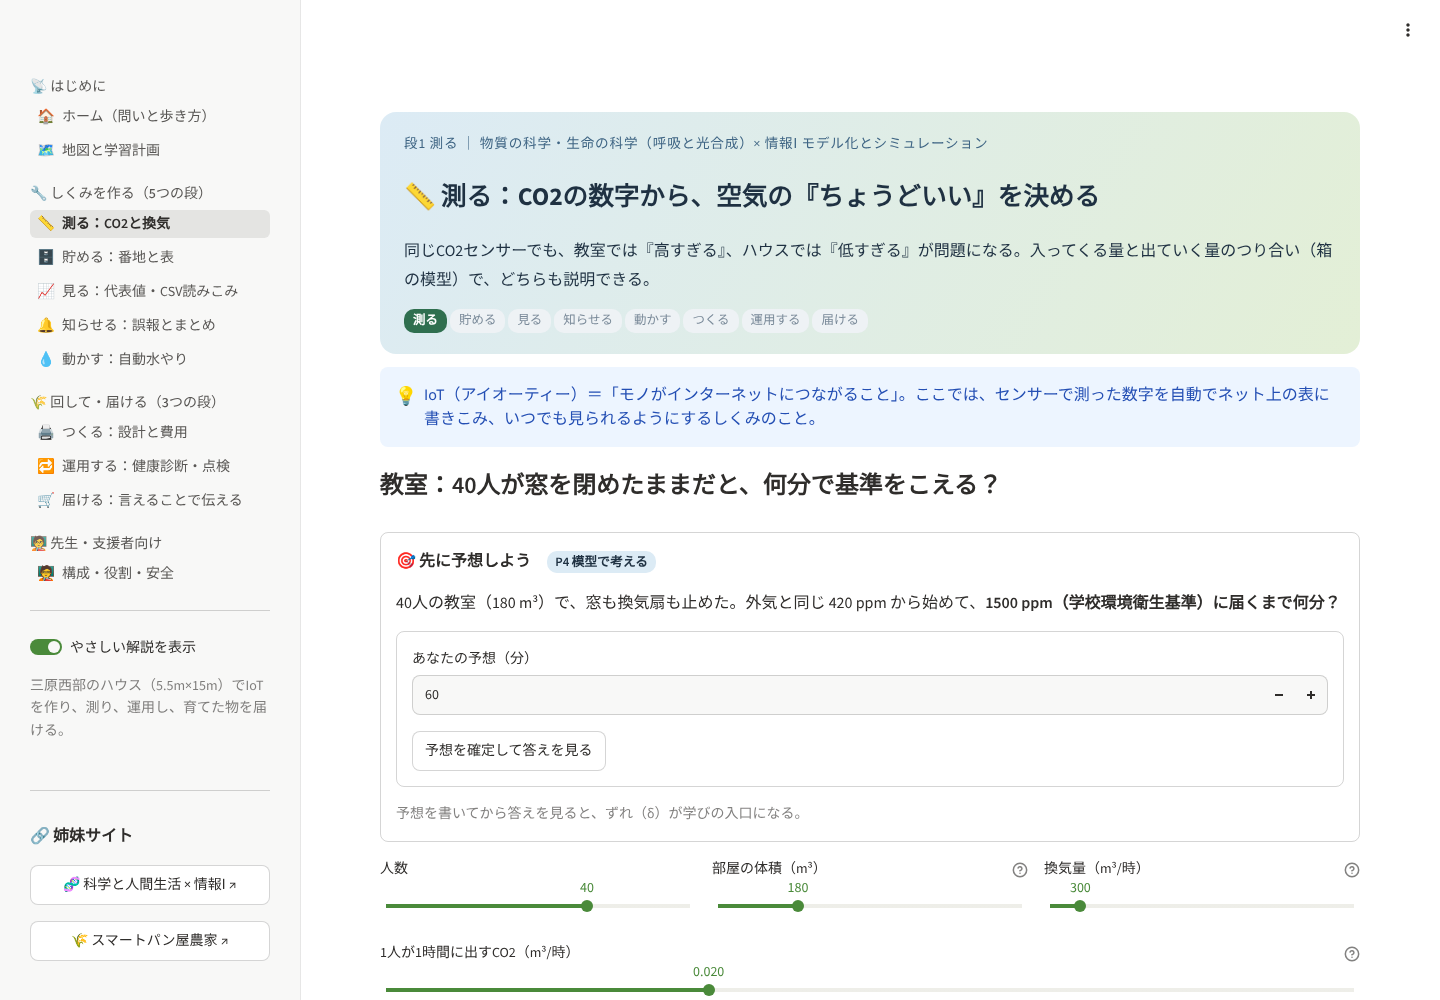 はじめに
ホーム（問いと歩き方）
地図と学習計画
しくみを作る（5つの段）
測る：CO2と換気
貯める：番地と表
見る：代表値・CSV読みこみ
知らせる：誤報とまとめ
動かす：自動水やり
回して・届ける（3つの段）
つくる：設計と費用
運用する：健康診断・点検
届ける：言えることで伝える
先生・支援者向け
構成・役割・安全
やさしい解説を表示
三原西部のハウス（5.5m×15m）でIoT
を作り、測り、運用し、育てた物を届
ける。
姉妹サイト
科学と人間生活 × 情報I ↗
スマートパン屋農家 ↗
段1 測る ｜ 物質の科学・生命の科学（呼吸と光合成）× 情報I モデル化とシミュレーション
測る：CO2の数字から、空気の『ちょうどいい』を決める
同じCO2センサーでも、教室では『高すぎる』、ハウスでは『低すぎる』が問題になる。入ってくる量と出ていく量のつり合い（箱
の模型）で、どちらも説明できる。
測る 貯める 見る 知らせる 動かす つくる 運用する 届ける
IoT（アイオーティー）＝「モノがインターネットにつながること」。ここでは、センサーで測った数字を自動でネット上の表に
書きこみ、いつでも見られるようにするしくみのこと。
教室：40人が窓を閉めたままだと、何分で基準をこえる？
先に予想しよう P4 模型で考える
40人の教室（180 m³）で、窓も換気扇も止めた。外気と同じ 420 ppm から始めて、1500 ppm（学校環境衛生基準）に届くまで何分？
あなたの予想（分）
60
予想を確定して答えを見る
予想を書いてから答えを見ると、ずれ（δ）が学びの入口になる。
人数 部屋の体積（m³） 換気量（m³/時）
40 180 300
1人が1時間に出すCO2（m³/時）
0.020